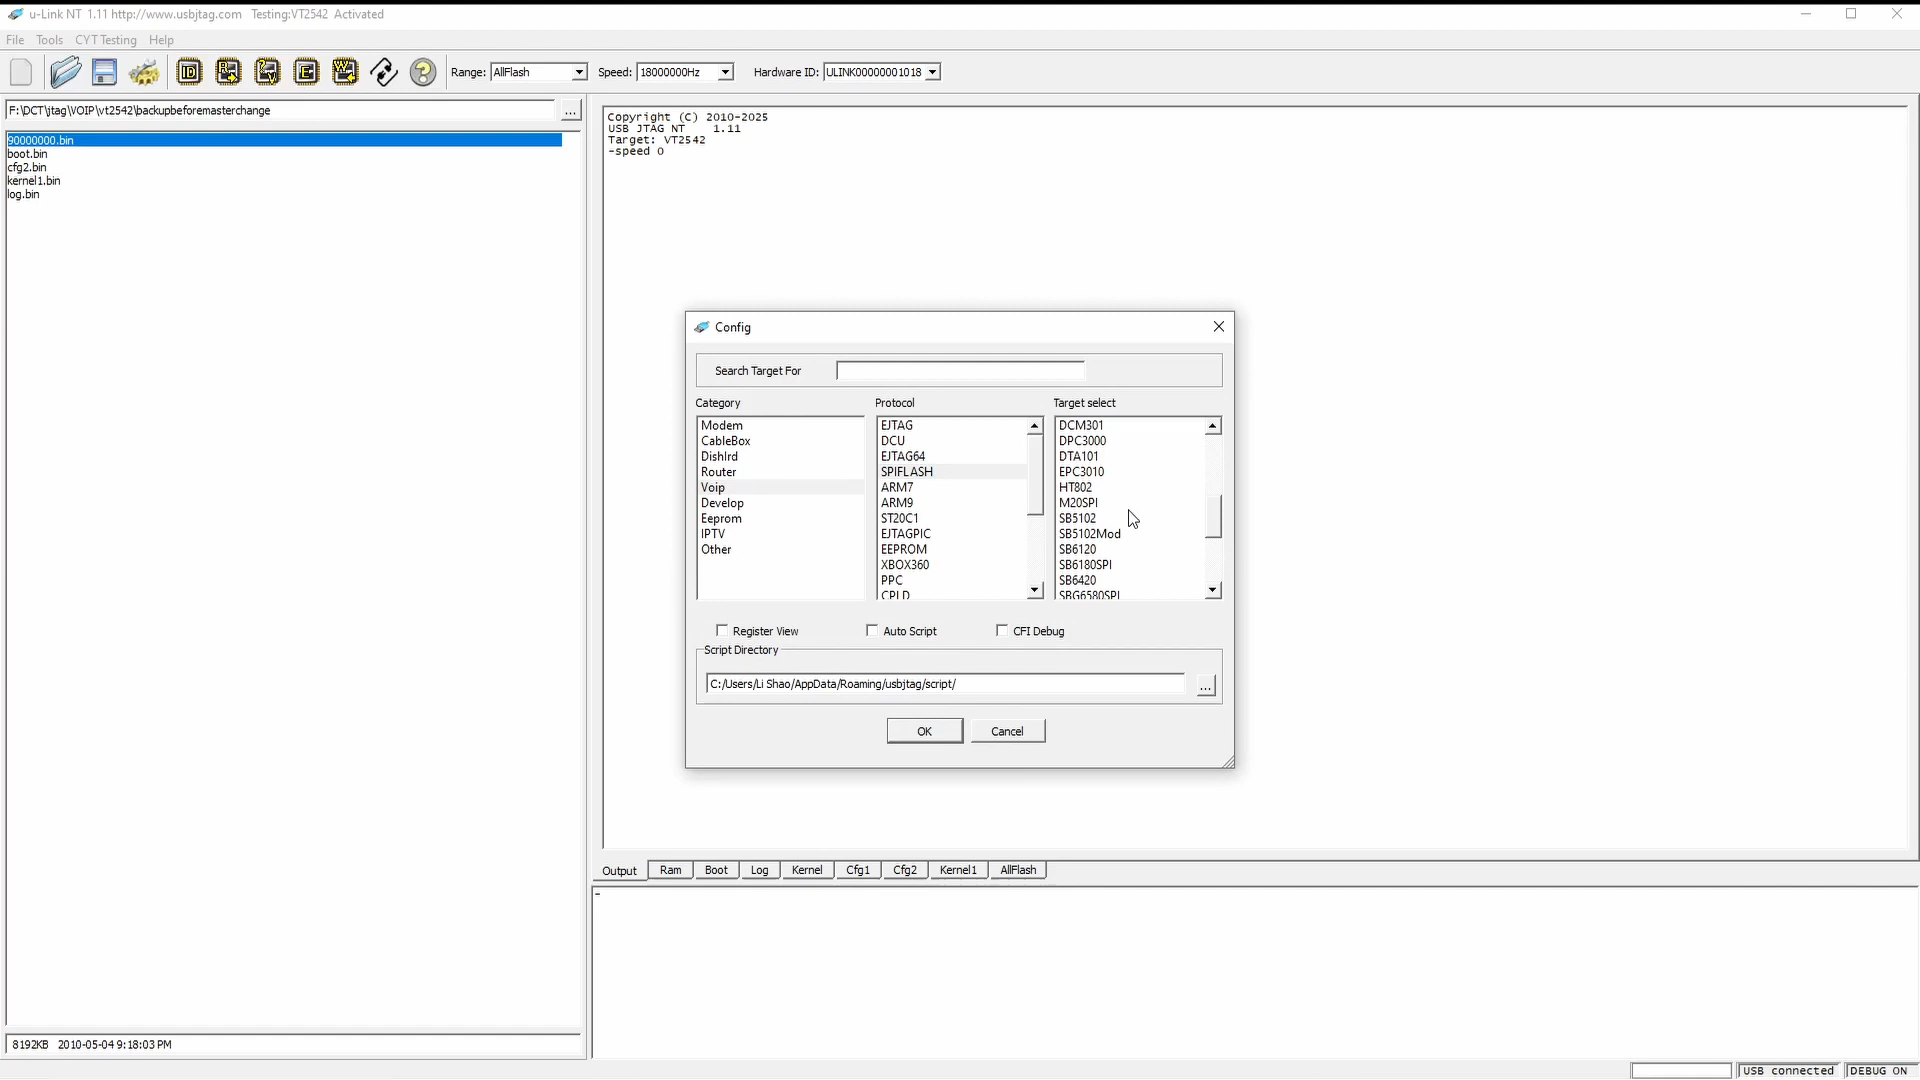 u-Link NT 1.11 http://www.usbjtag.com Testing:VT2542 Activated
File Tools CYT Testing Help
ID R ? V E W ? Range: AllFlash Speed: 18000000Hz Hardware ID: ULINK00000001018
F:\DCT\jtag\VOIP\vt2542\backupbeforemasterchange ...
90000000.bin
boot.bin
cfg2.bin
kernel1.bin
log.bin
8192KB 2010-05-04 9:18:03 PM
Copyright (C) 2010-2025
USB JTAG NT 1.11
Target: VT2542
-speed 0
Config
Search Target For
Category
Modem
CableBox
DishIrd
Router
Voip
Develop
Eeprom
IPTV
Other
Protocol
EJTAG
DCU
EJTAG64
SPIFLASH
ARM7
ARM9
ST20C1
EJTAGPIC
EEPROM
XBOX360
PPC
CPLD
Target select
DCM301
DPC3000
DTA101
EPC3010
HT802
M20SPI
SB5102
SB5102Mod
SB6120
SB6180SPI
SB6420
SBG6580SPI
Register View Auto Script CFI Debug
Script Directory
C:/Users/Li Shao/AppData/Roaming/usbjtag/script/ ...
OK Cancel
Output Ram Boot Log Kernel Cfg1 Cfg2 Kernel1 AllFlash
-
USB connected DEBUG ON